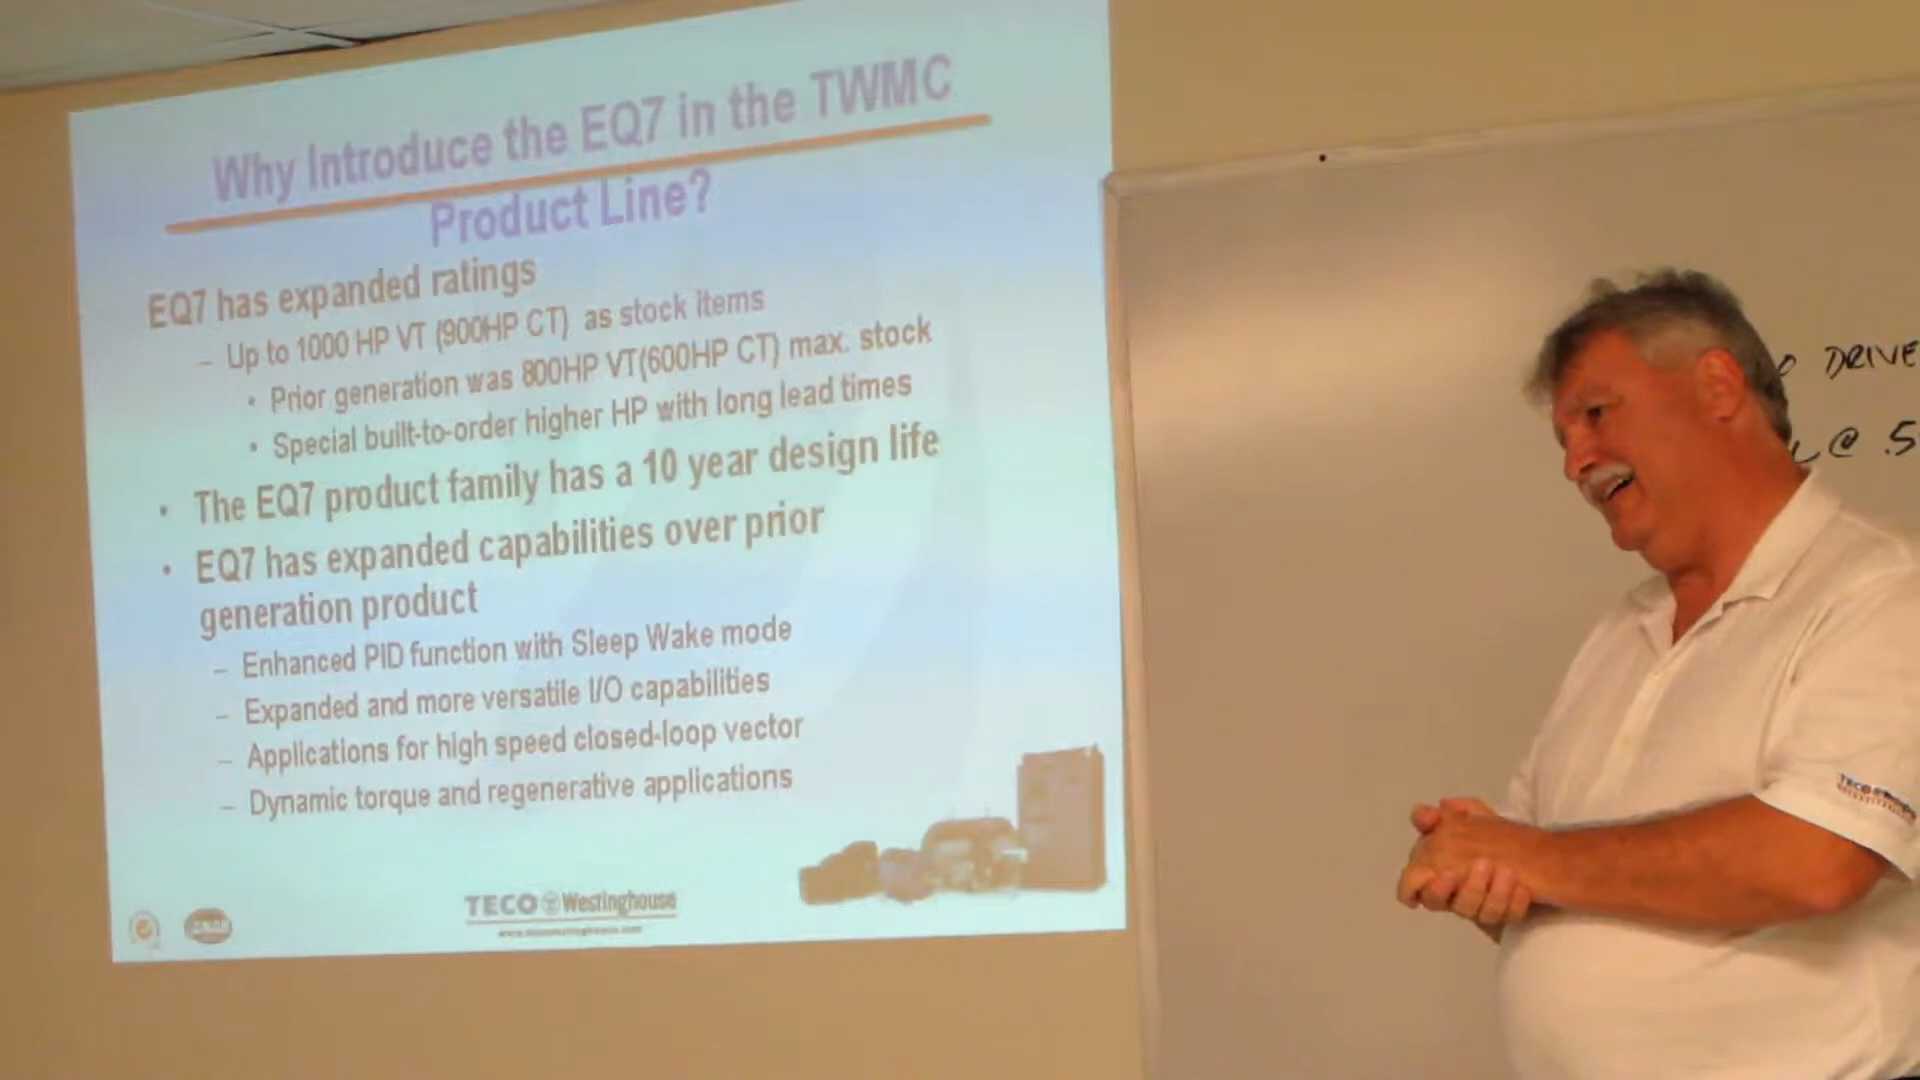 Why Introduce the EQ7 in the TWMC
Product Line?
EQ7 has expanded ratings
– Up to 1000 HP VT (900HP CT) as stock items
• Prior generation was 800HP VT(600HP CT) max. stock
• Special built-to-order higher HP with long lead times
• The EQ7 product family has a 10 year design life
• EQ7 has expanded capabilities over prior
generation product
– Enhanced PID function with Sleep Wake mode
– Expanded and more versatile I/O capabilities
– Applications for high speed closed-loop vector
– Dynamic torque and regenerative applications
TECO Westinghouse
DRIVE
@ .5
TECO